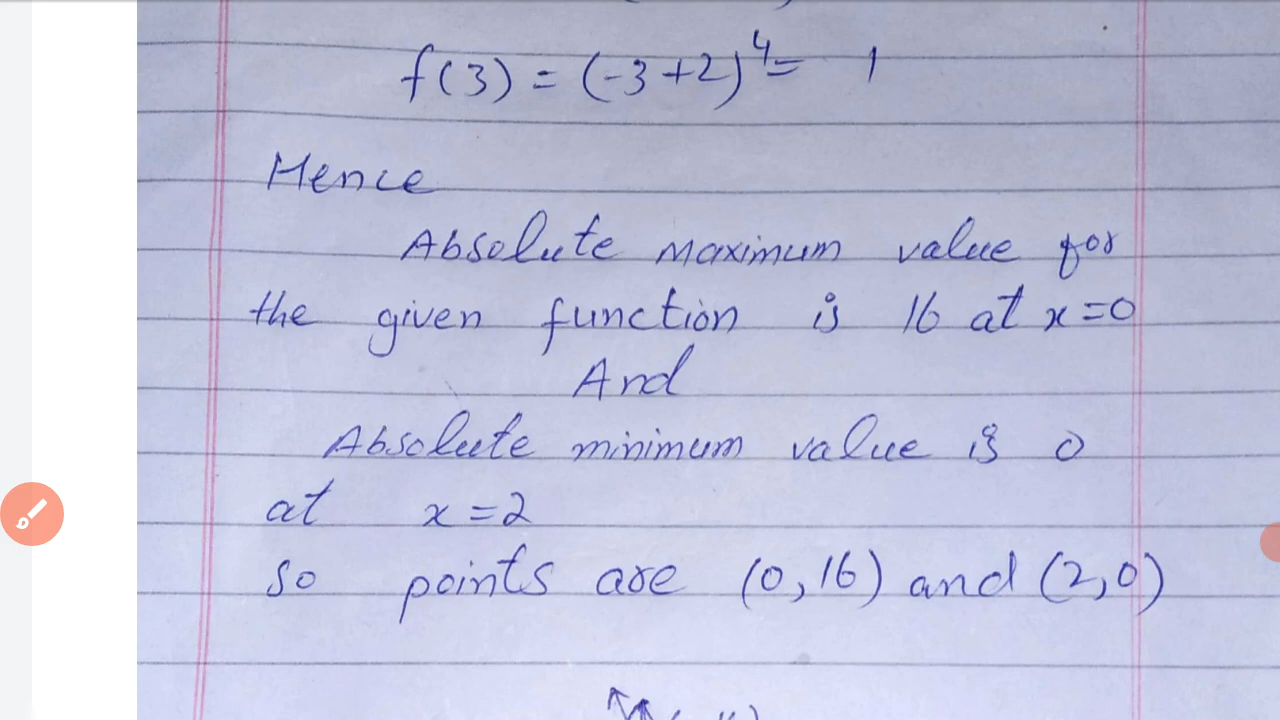 f(3) = (-3+2)^4 = 1
Hence
Absolute maximum value for
the given function is 16 at x=0
And
Absolute minimum value is 0
at x=2
so points are (0,16) and (2,0)